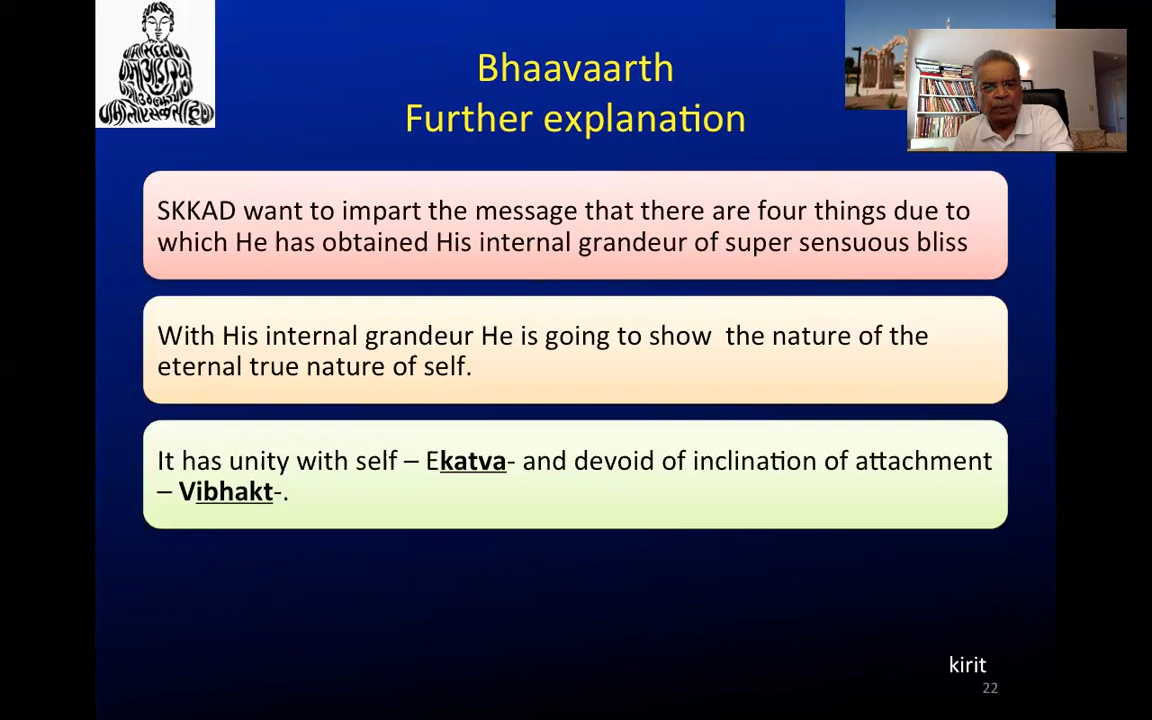 Bhaavaarth
Further explanation
SKKAD want to impart the message that there are four things due to
which He has obtained His internal grandeur of super sensuous bliss
With His internal grandeur He is going to show the nature of the
eternal true nature of self.
It has unity with self – Ekatva- and devoid of inclination of attachment
– Vibhakt-.
kirit
22